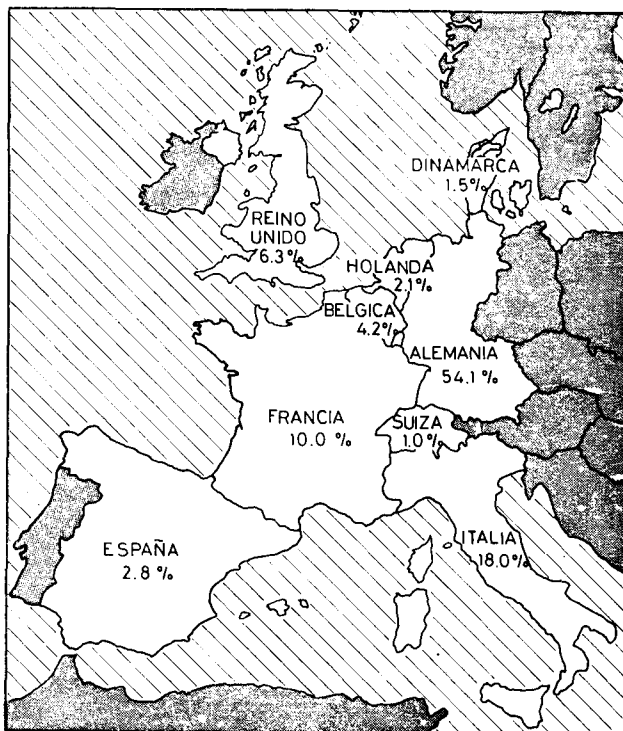 DINAMARCA
1.5%
REINO
UNIDO
6.3%
HOLANDA
2.1%
BELGICA
4.2%
ALEMANIA
54.1 %
FRANCIA
10.0 %
SUIZA
1.0%
ESPAÑA
2.8 %
ITALIA
18.0%